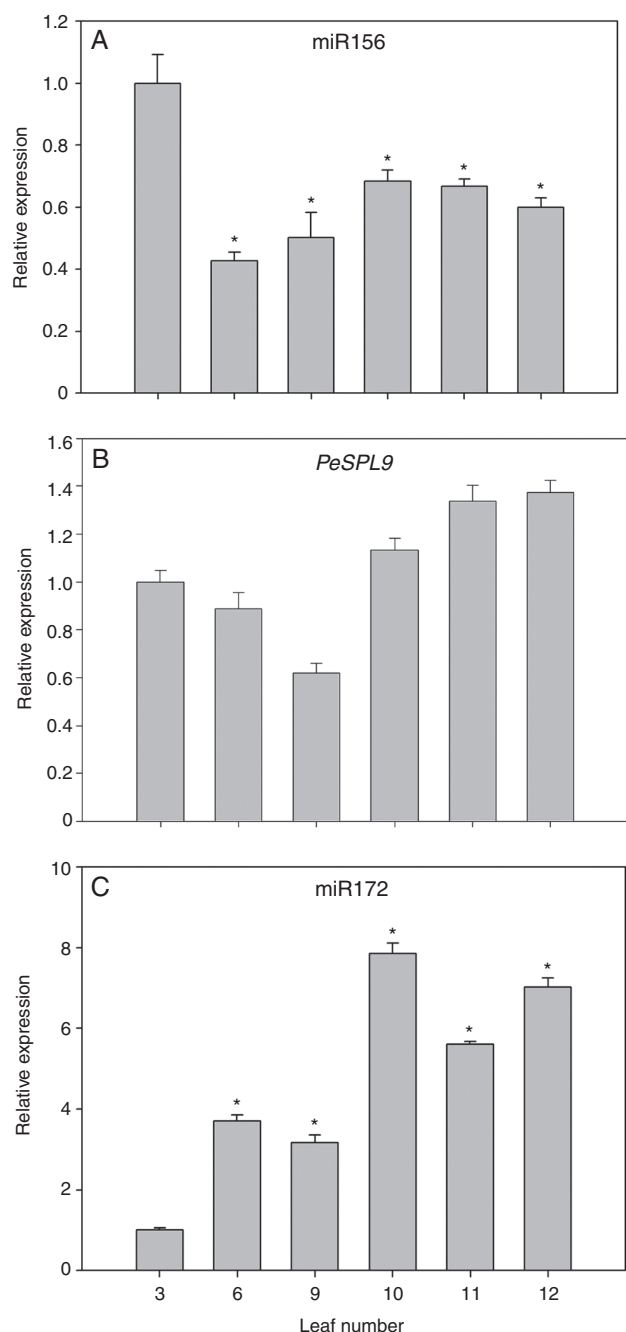 A
miR156
Relative expression
1.2
1.0
0.8
0.6
0.4
0.2
0
*
*
*
*
*
B
PeSPL9
Relative expression
1.6
1.4
1.2
1.0
0.8
0.6
0.4
0.2
0
C
miR172
Relative expression
10
8
6
4
2
0
*
*
*
*
*
3 6 9 10 11 12
Leaf number